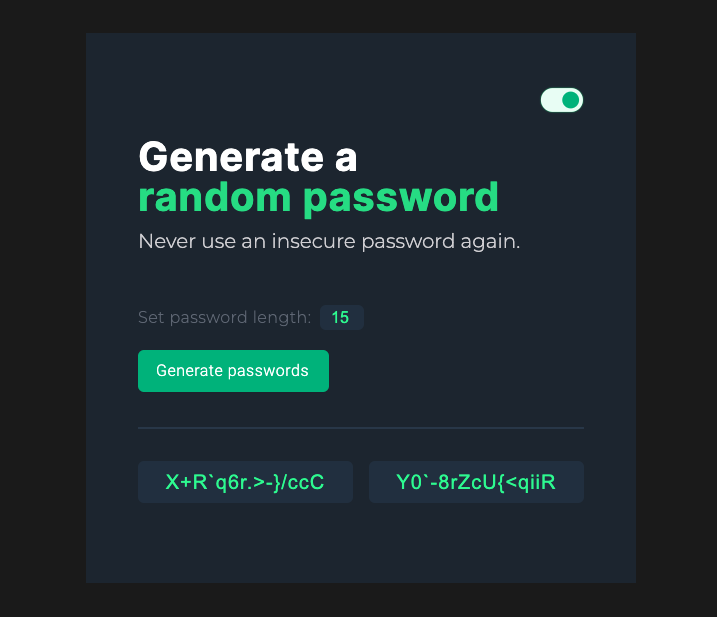 Generate a
random password
Never use an insecure password again.
Set password length: 15
Generate passwords
X+R`q6r.>-}/ccC Y0`-8rZcU{<qiiR